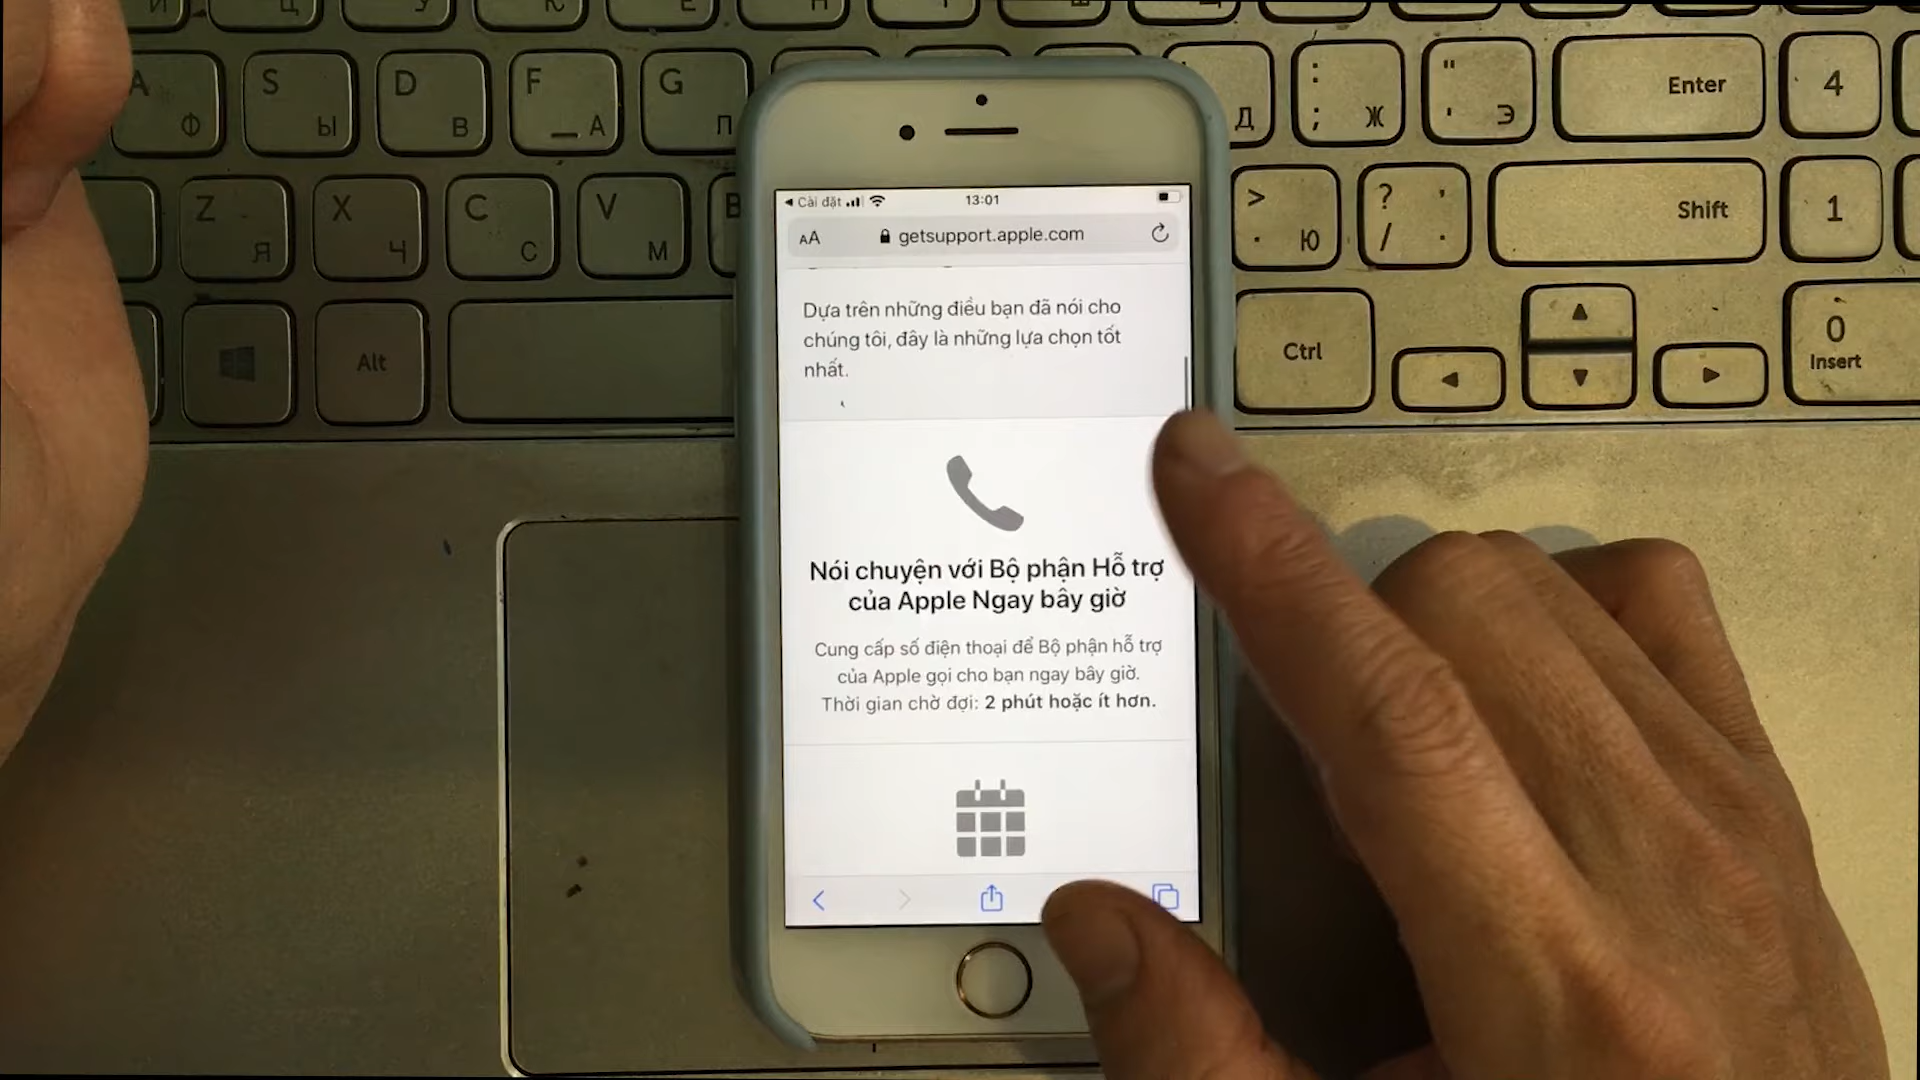 S Ы
D В
F А
G П
Д
: ; Ж
" ' Э
Enter
4
Z Я
X Ч
C С
V М
B
> . Ю
? / , .
Shift
1
Alt
Ctrl
0
Insert
A Ф
Cài đặt
13:01
AA
getsupport.apple.com
Dựa trên những điều bạn đã nói cho
chúng tôi, đây là những lựa chọn tốt
nhất.
Nói chuyện với Bộ phận Hỗ trợ
của Apple Ngay bây giờ
Cung cấp số điện thoại để Bộ phận hỗ trợ
của Apple gọi cho bạn ngay bây giờ.
Thời gian chờ đợi: 2 phút hoặc ít hơn.